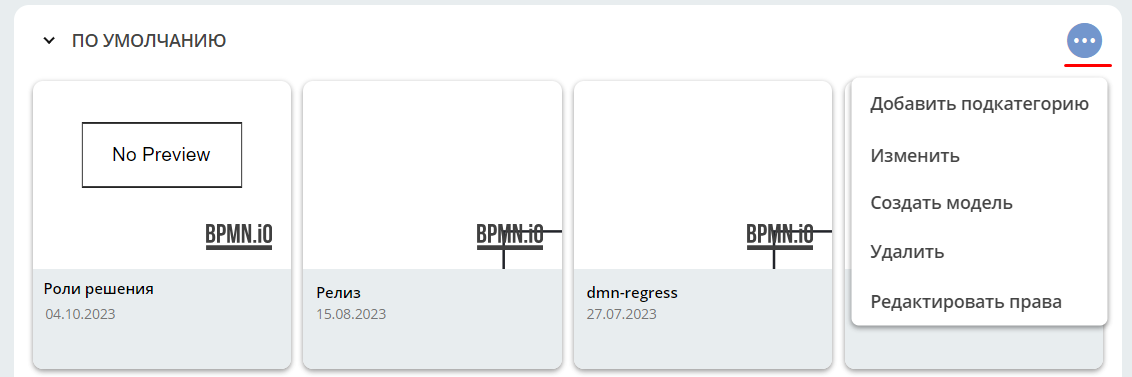 ПО УМОЛЧАНИЮ
No Preview
BPMN.iO
Роли решения
04.10.2023
BPMN.iO
Релиз
15.08.2023
BPMN.iO
dmn-regress
27.07.2023
Добавить подкатегорию
Изменить
Создать модель
Удалить
Редактировать права